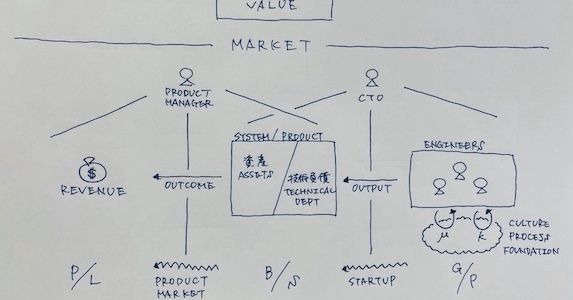 VALUE
MARKET
PRODUCT
MANAGER
CTO
SYSTEM/PRODUCT
ENGINEERS
資産
ASSETS
技術負債
TECHNICAL
DEPT
$
REVENUE
OUTCOME
OUTPUT
μ
k
CULTURE
PROCESS
FOUNDATION
P/L
PRODUCT
MARKET
B/S
STARTUP
G/P